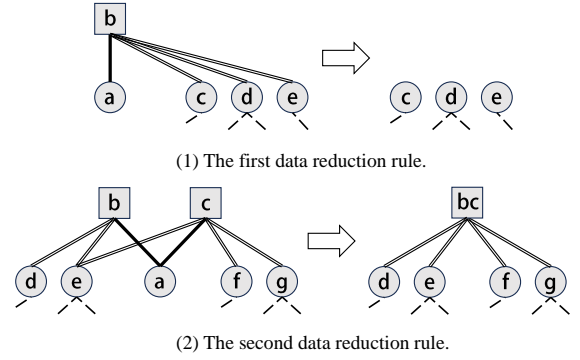 b
a c d e c d e
(1) The first data reduction rule.
b c bc
d e a f g d e f g
(2) The second data reduction rule.